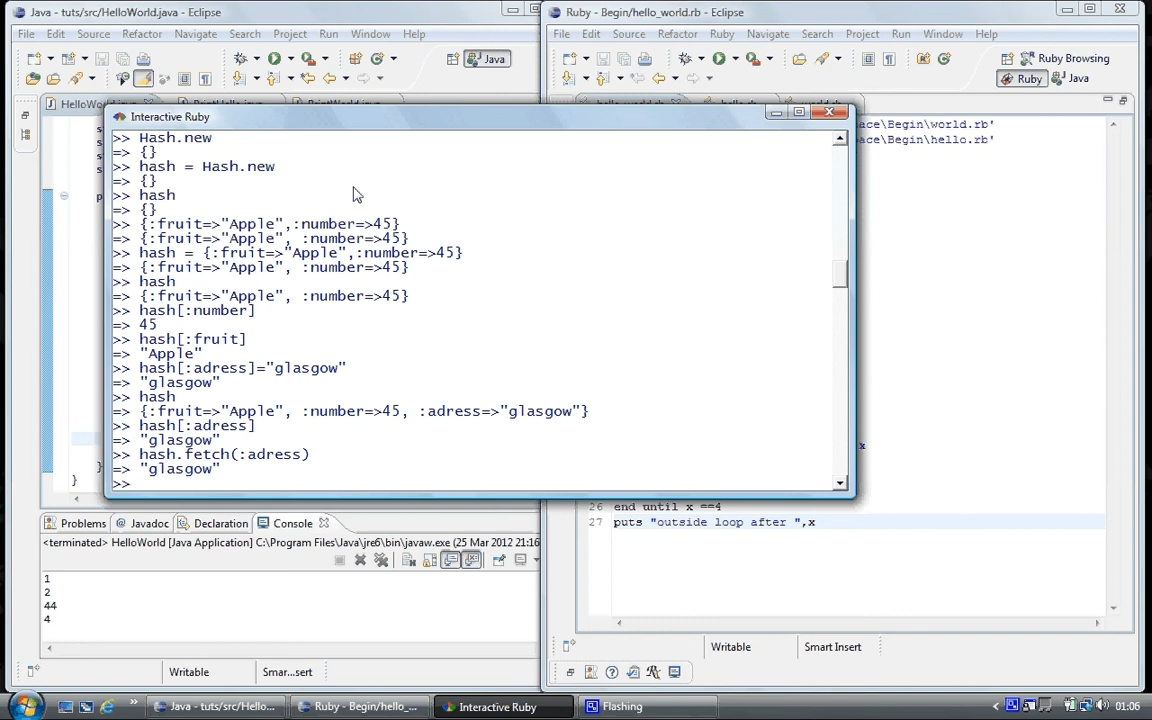 Java - tuts/src/HelloWorld.java - Eclipse
File Edit Source Refactor Navigate Search Project Run Window Help
Java
Ruby - Begin/hello_world.rb - Eclipse
File Edit Source Refactor Ruby Navigate Search Project Run Window Help
Ruby Browsing
Ruby Java
Interactive Ruby
>> Hash.new
=> {}
>> hash = Hash.new
=> {}
>> hash
=> {}
>> {:fruit=>"Apple",:number=>45}
=> {:fruit=>"Apple", :number=>45}
>> hash = {:fruit=>"Apple",:number=>45}
=> {:fruit=>"Apple", :number=>45}
>> hash
=> {:fruit=>"Apple", :number=>45}
>> hash[:number]
=> 45
>> hash[:fruit]
=> "Apple"
>> hash[:adress]="glasgow"
=> "glasgow"
>> hash
=> {:fruit=>"Apple", :number=>45, :adress=>"glasgow"}
>> hash[:adress]
=> "glasgow"
>> hash.fetch(:adress)
=> "glasgow"
>>
ace\Begin\world.rb'
ace\Begin\hello.rb'
x
26 end until x ==4
27 puts "outside loop after ",x
}
}
Problems Javadoc Declaration Console
<terminated> HelloWorld [Java Application] C:\Program Files\Java\jre6\bin\javaw.exe (25 Mar 2012 21:16
1
2
44
4
Writable Smar...sert
Writable Smart Insert
Java - tuts/src/Hello... Ruby - Begin/hello_... Interactive Ruby Flashing 01:06